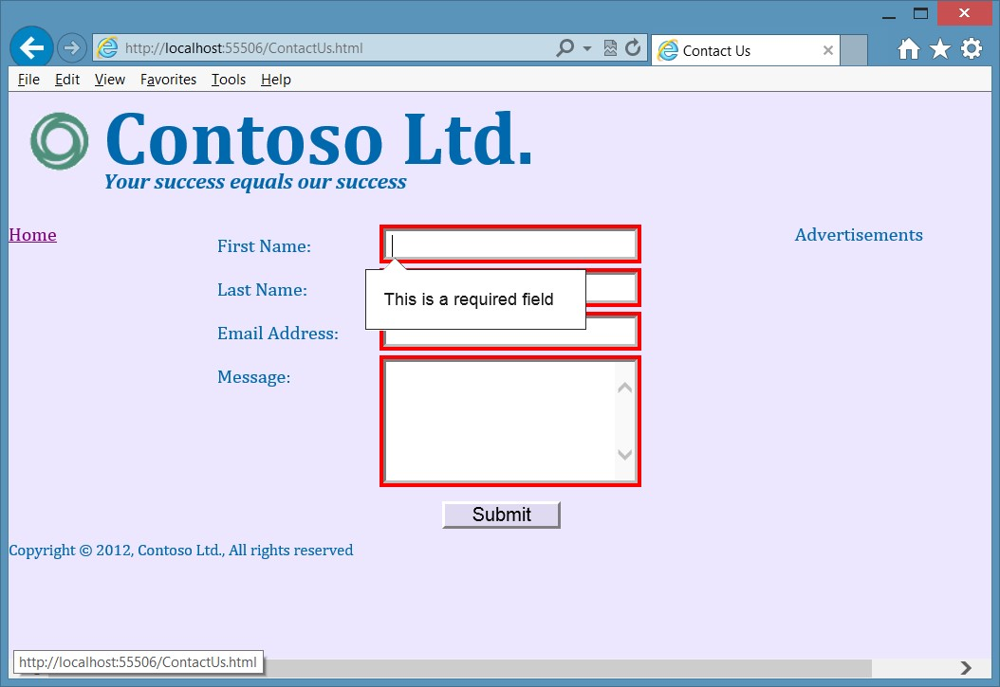 http://localhost:55506/ContactUs.html
Contact Us
File Edit View Favorites Tools Help
Contoso Ltd.
Your success equals our success
Home
First Name:
Advertisements
Last Name:
This is a required field
Email Address:
Message:
Submit
Copyright © 2012, Contoso Ltd., All rights reserved
http://localhost:55506/ContactUs.html